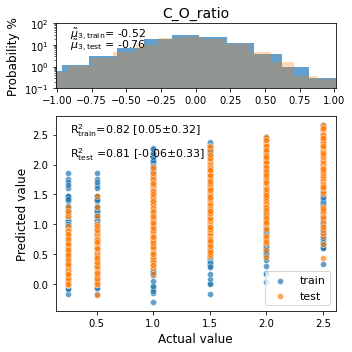 C_O_ratio
10²
10¹
10⁰
10⁻¹
Probability %
μ̃₃,train= -0.52
μ̃₃,test = -0.76
-1.00 -0.75 -0.50 -0.25 0.00 0.25 0.50 0.75 1.00
R²train=0.82 [0.05±0.32]
R²test =0.81 [-0.06±0.33]
2.5
2.0
1.5
1.0
0.5
0.0
Predicted value
train
test
0.5 1.0 1.5 2.0 2.5
Actual value